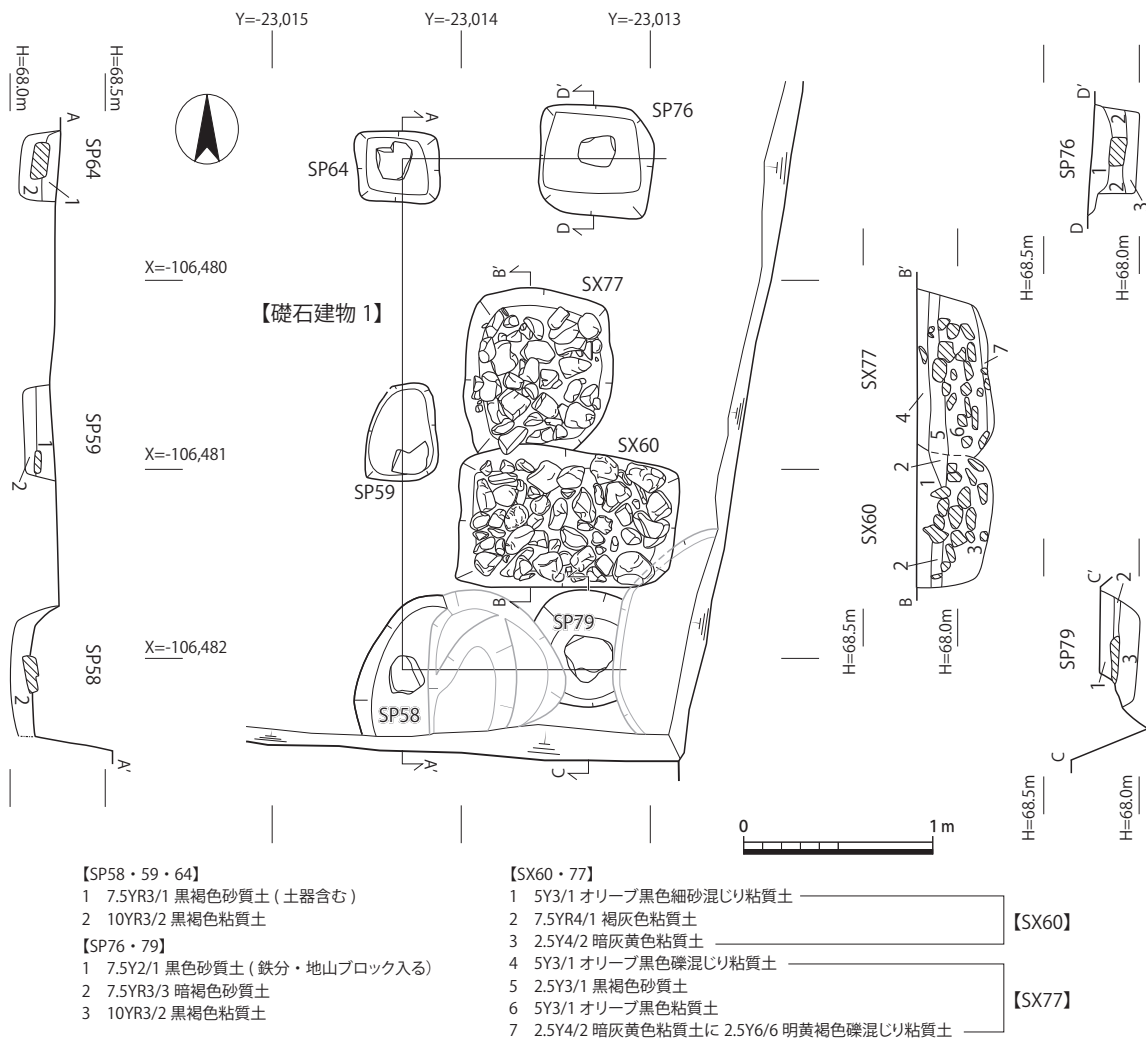 Y=-23,015
Y=-23,014
Y=-23,013
H=68.0m
H=68.5m
A
SP64
2
1
SP59
1
2
SP58
2
A'
A
SP64
D'
SP76
D
X=-106,480
【礎石建物 1】
B'
SX77
SX60
X=-106,481
SP59
B
SP79
X=-106,482
SP58
A'
C
D'
SP76
2
1
2
3
D
H=68.5m
H=68.0m
B'
SX77
7
4
5
6
2
1
SX60
2
3
B
H=68.5m
H=68.0m
C'
2
SP79
3
1
C
H=68.5m
H=68.0m
0
1 m
【SP58・59・64】
1 7.5YR3/1 黒褐色砂質土 ( 土器含む )
2 10YR3/2 黒褐色粘質土
【SP76・79】
1 7.5Y2/1 黒色砂質土 ( 鉄分・地山ブロック入る）
2 7.5YR3/3 暗褐色砂質土
3 10YR3/2 黒褐色粘質土
【SX60・77】
1 5Y3/1 オリーブ黒色細砂混じり粘質土
2 7.5YR4/1 褐灰色粘質土
3 2.5Y4/2 暗灰黄色粘質土
【SX60】
4 5Y3/1 オリーブ黒色礫混じり粘質土
5 2.5Y3/1 黒褐色砂質土
6 5Y3/1 オリーブ黒色粘質土
7 2.5Y4/2 暗灰黄色粘質土に 2.5Y6/6 明黄褐色礫混じり粘質土
【SX77】